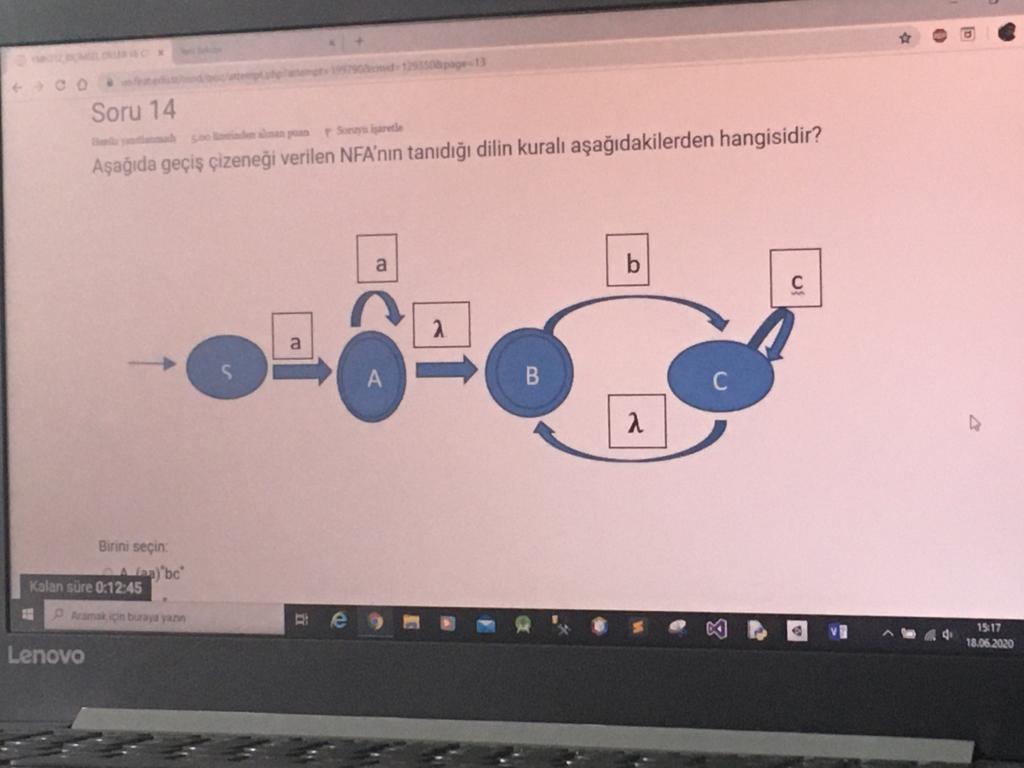 Soru 14
5,00 üzerinden alınan puan Soruyu işaretle
Aşağıda geçiş çizeneği verilen NFA'nın tanıdığı dilin kuralı aşağıdakilerden hangisidir?
a
b
c
a
λ
S
A
B
C
λ
Birini seçin:
A. (aa)*bc*
Kalan süre 0:12:45
Aramak için buraya yazın
15:17
18.06.2020
Lenovo